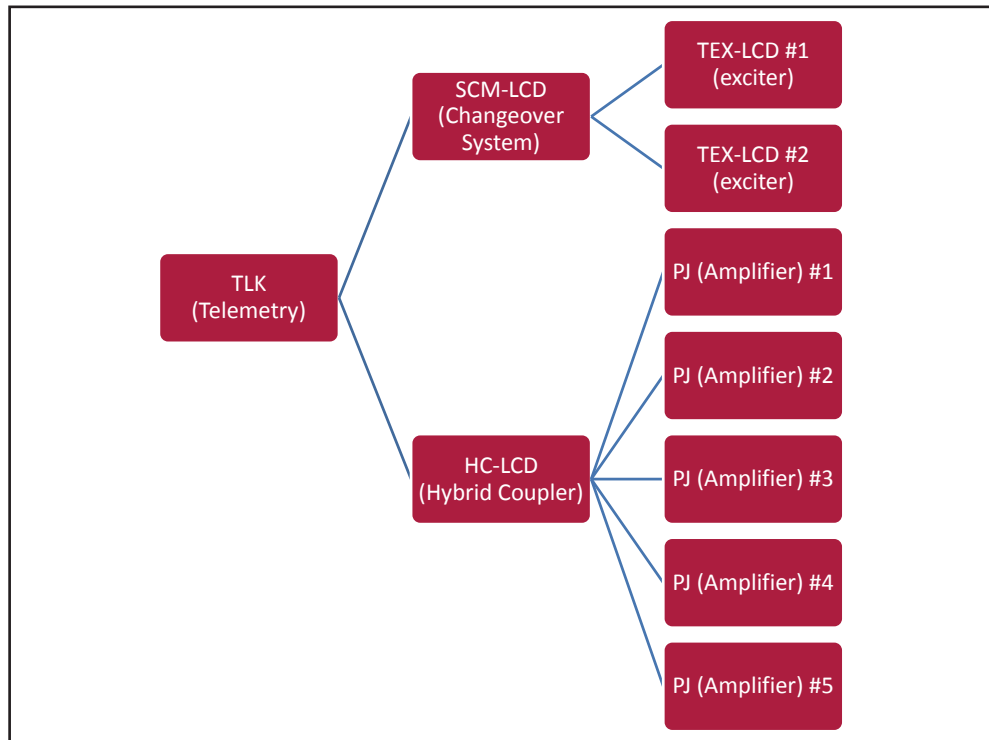 TLK
(Telemetry)
SCM-LCD
(Changeover
System)
HC-LCD
(Hybrid Coupler)
TEX-LCD #1
(exciter)
TEX-LCD #2
(exciter)
PJ (Amplifier) #1
PJ (Amplifier) #2
PJ (Amplifier) #3
PJ (Amplifier) #4
PJ (Amplifier) #5